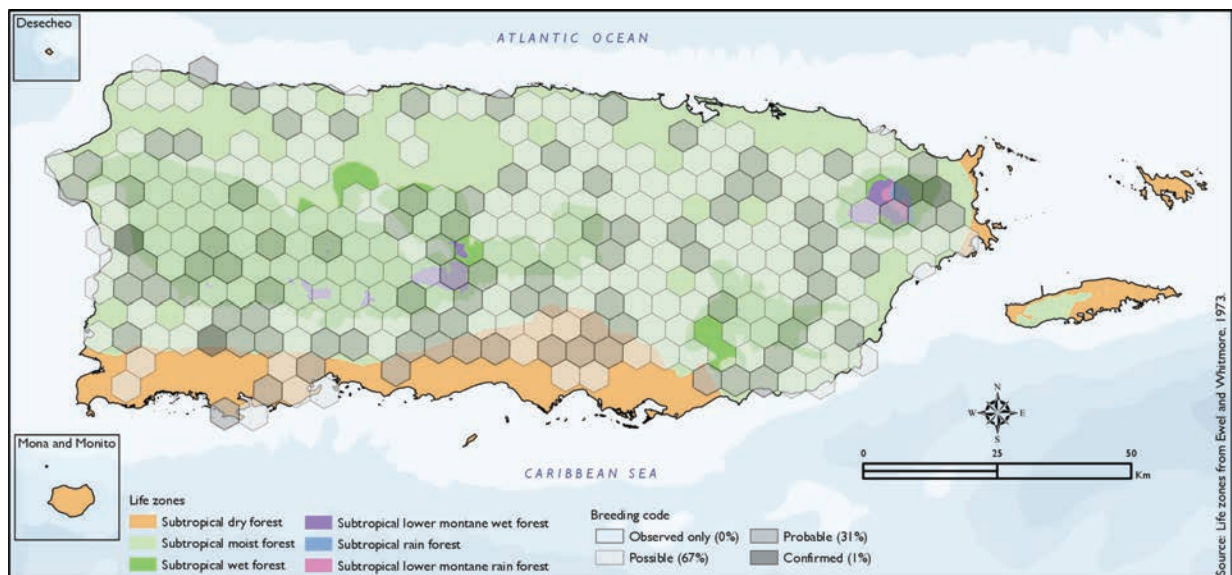 Desecheo
ATLANTIC OCEAN
N
W E
S
0 25 50
Km
Mona and Monito
CARIBBEAN SEA
Life zones
Subtropical dry forest
Subtropical moist forest
Subtropical wet forest
Subtropical lower montane wet forest
Subtropical rain forest
Subtropical lower montane rain forest
Breeding code
Observed only (0%)
Possible (67%)
Probable (31%)
Confirmed (1%)
Source: Life zones from Ewel and Whitmore, 1973.